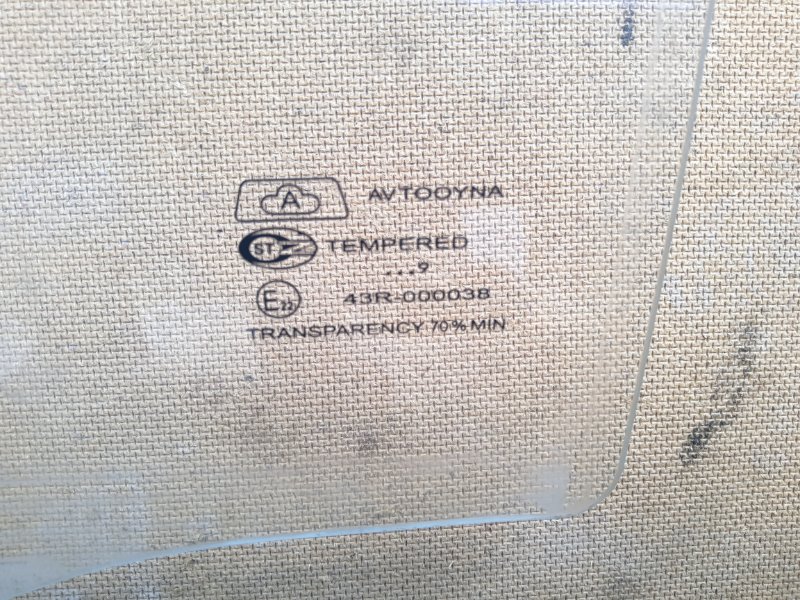 A AVTOOYNA
ST TEMPERED
...9
E22 43R-000038
TRANSPARENCY 70% MIN